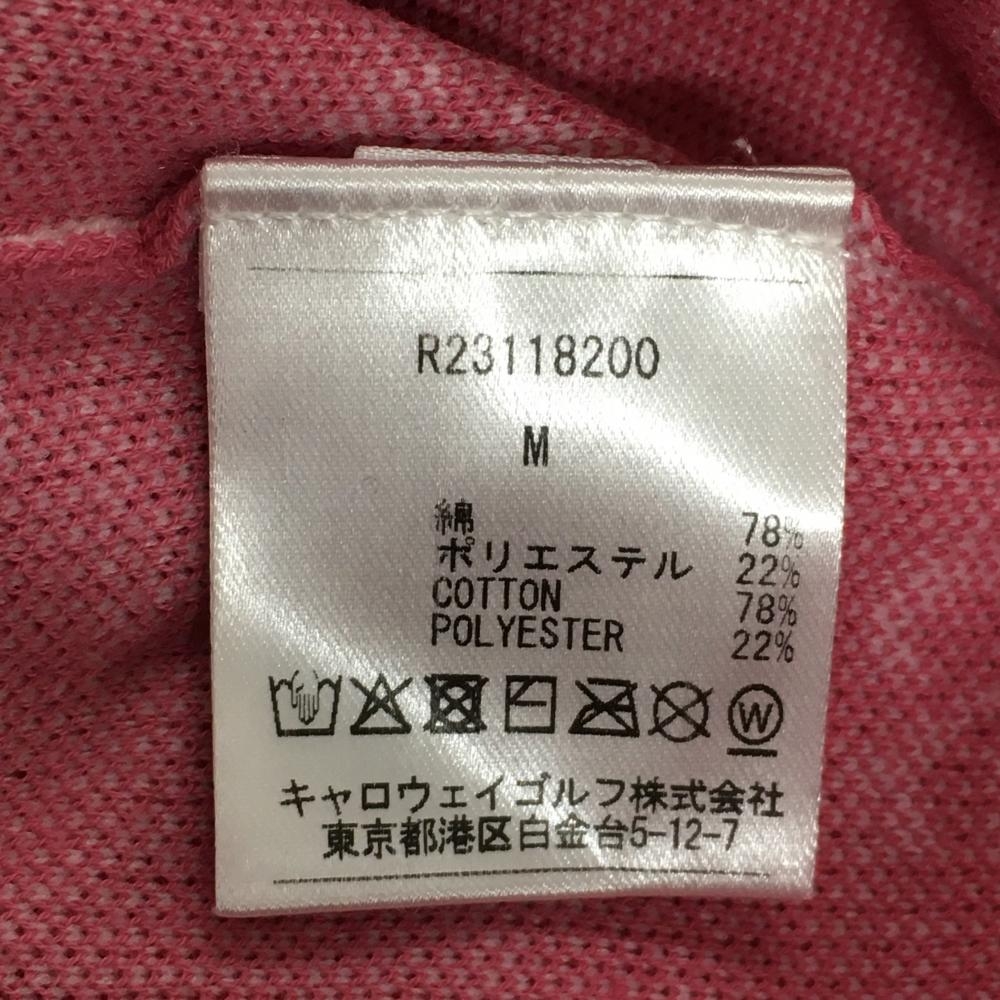 R23118200
M
綿 78%
ポリエステル 22%
COTTON 78%
POLYESTER 22%
W
キャロウェイゴルフ株式会社
東京都港区白金台5-12-7